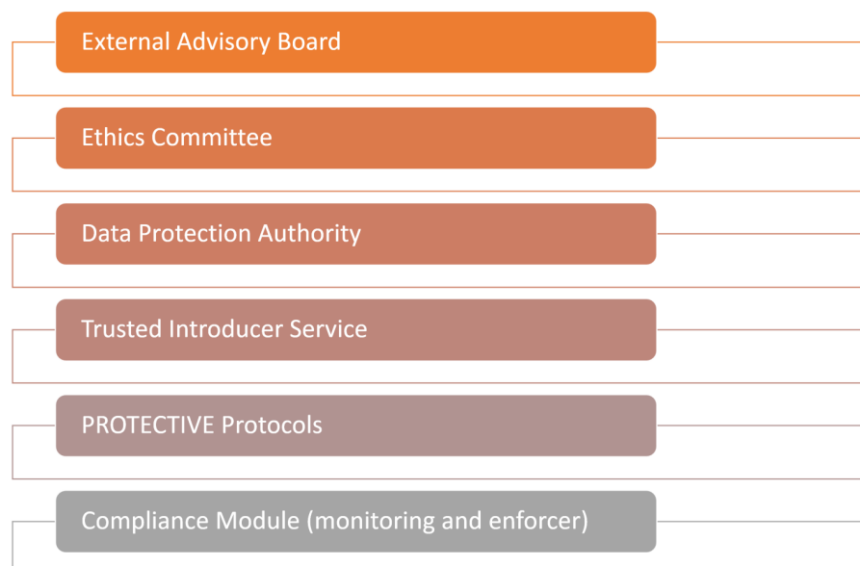 External Advisory Board
Ethics Committee
Data Protection Authority
Trusted Introducer Service
PROTECTIVE Protocols
Compliance Module (monitoring and enforcer)